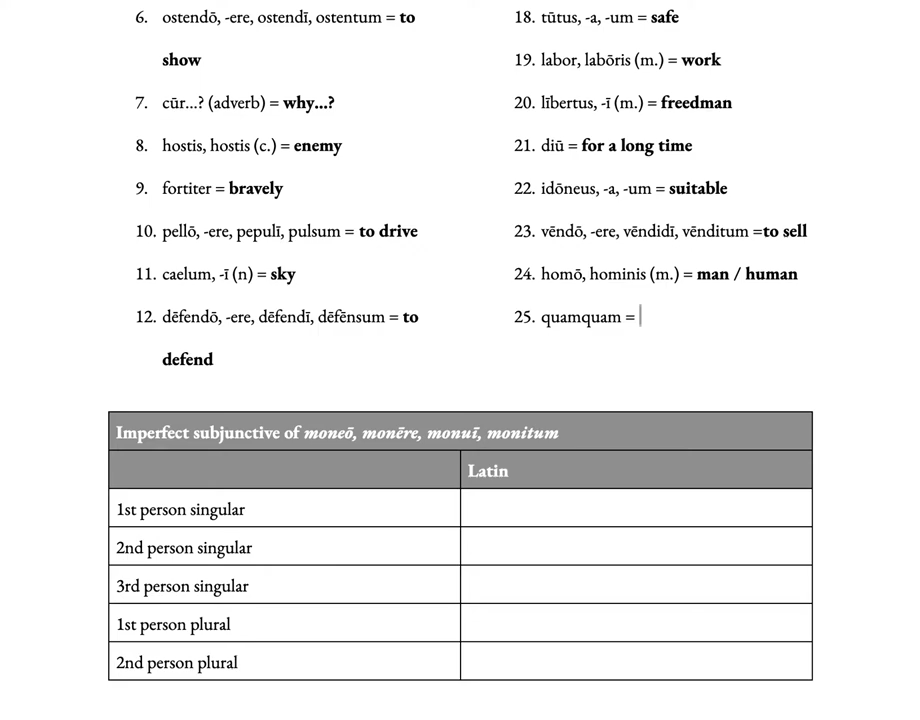 6. ostendō, -ere, ostendī, ostentum = to
show
7. cūr...? (adverb) = why...?
8. hostis, hostis (c.) = enemy
9. fortiter = bravely
10. pellō, -ere, pepulī, pulsum = to drive
11. caelum, -ī (n) = sky
12. dēfendō, -ere, dēfendī, dēfēnsum = to
defend
18. tūtus, -a, -um = safe
19. labor, labōris (m.) = work
20. lībertus, -ī (m.) = freedman
21. diū = for a long time
22. idōneus, -a, -um = suitable
23. vēndō, -ere, vēndidī, vēnditum =to sell
24. homō, hominis (m.) = man / human
25. quamquam =
Imperfect subjunctive of moneō, monēre, monuī, monitum
Latin
1st person singular
2nd person singular
3rd person singular
1st person plural
2nd person plural